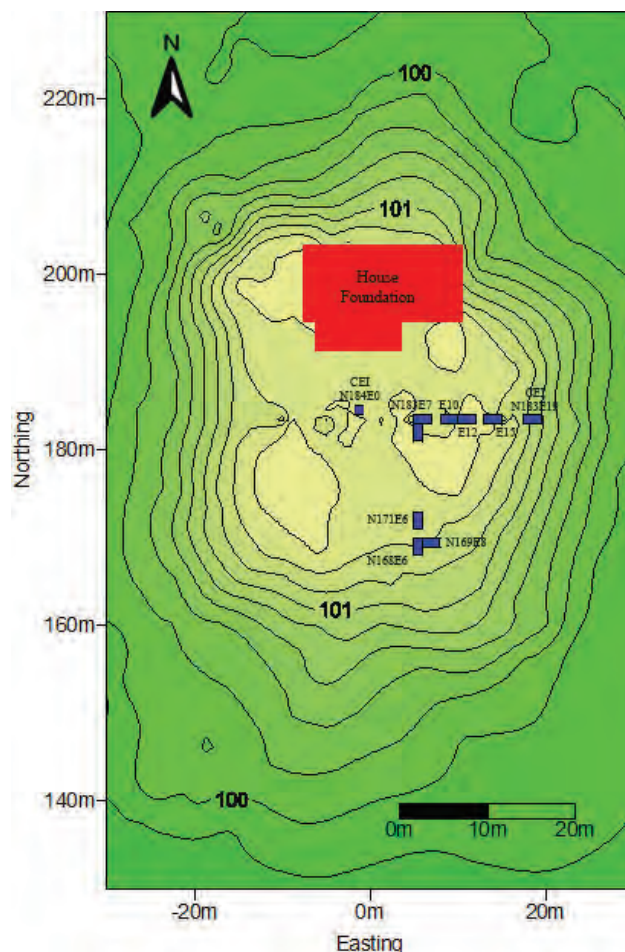 N
100
220m
101
200m
House
Foundation
CEI
N184E0
N183E7
E10
CEI
N183E19
E12
E15
180m
Northing
N171E6
N169E8
N168E6
101
160m
140m
100
0m
10m
20m
-20m
0m
20m
Easting